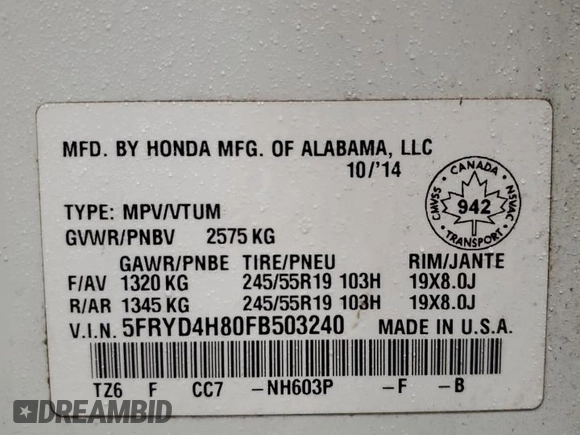 MFD. BY HONDA MFG. OF ALABAMA, LLC
10/'14
CANADA
CMVSS
NSVAC
942
TRANSPORT
TYPE: MPV/VTUM
GVWR/PNBV 2575 KG
GAWR/PNBE TIRE/PNEU RIM/JANTE
F/AV 1320 KG 245/55R19 103H 19X8.0J
R/AR 1345 KG 245/55R19 103H 19X8.0J
V.I.N. 5FRYD4H80FB503240 MADE IN U.S.A.
TZ6 F CC7 -NH603P -F -B
DREAMBID